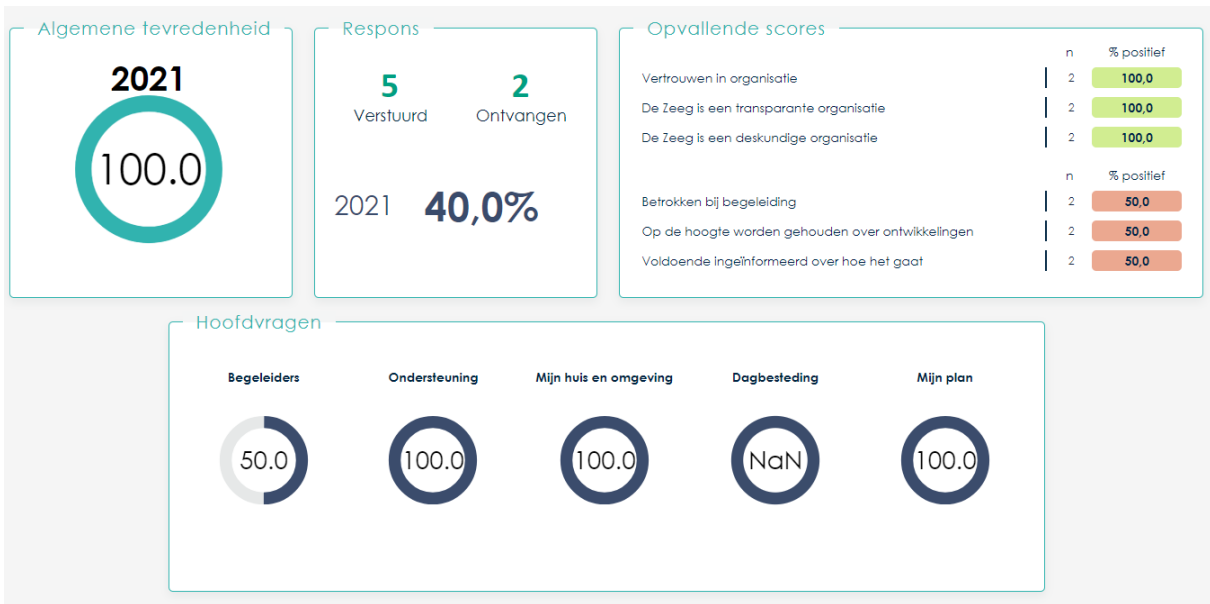 Algemene tevredenheid
2021
100.0
Respons
5 2
Verstuurd Ontvangen
2021 40,0%
Opvallende scores
n % positief
Vertrouwen in organisatie 2 100,0
De Zeeg is een transparante organisatie 2 100,0
De Zeeg is een deskundige organisatie 2 100,0
n % positief
Betrokken bij begeleiding 2 50,0
Op de hoogte worden gehouden over ontwikkelingen 2 50,0
Voldoende ingeïnformeerd over hoe het gaat 2 50,0
Hoofdvragen
Begeleiders Ondersteuning Mijn huis en omgeving Dagbesteding Mijn plan
50.0 100.0 100.0 NaN 100.0